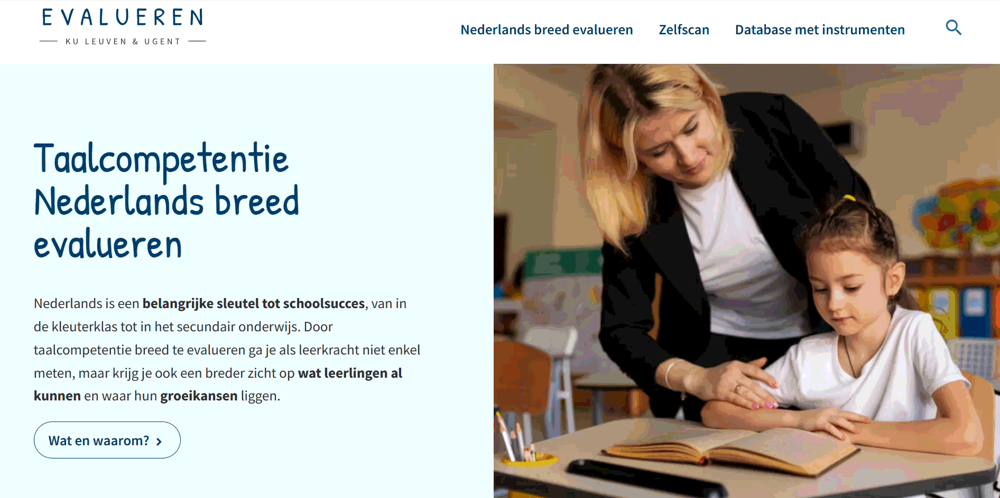 EVALUEREN
KU LEUVEN & UGENT
Nederlands breed evalueren
Zelfscan
Database met instrumenten
Taalcompetentie
Nederlands breed
evalueren
Nederlands is een belangrijke sleutel tot schoolsucces, van in
de kleuterklas tot in het secundair onderwijs. Door
taalcompetentie breed te evalueren ga je als leerkracht niet enkel
meten, maar krijg je ook een breder zicht op wat leerlingen al
kunnen en waar hun groeikansen liggen.
Wat en waarom?